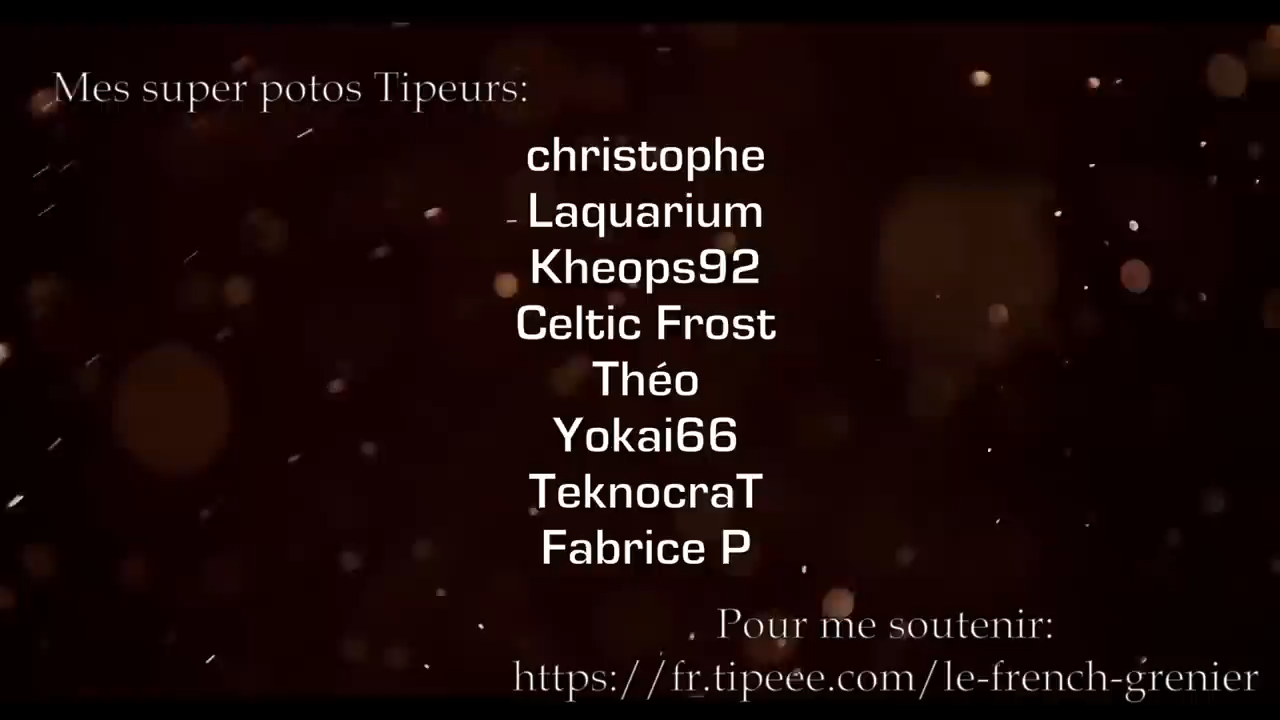 Mes super potos Tipeurs:
christophe
Laquarium
Kheops92
Celtic Frost
Théo
Yokai66
TeknocraT
Fabrice P
Pour me soutenir:
https://fr.tipeee.com/le-french-grenier